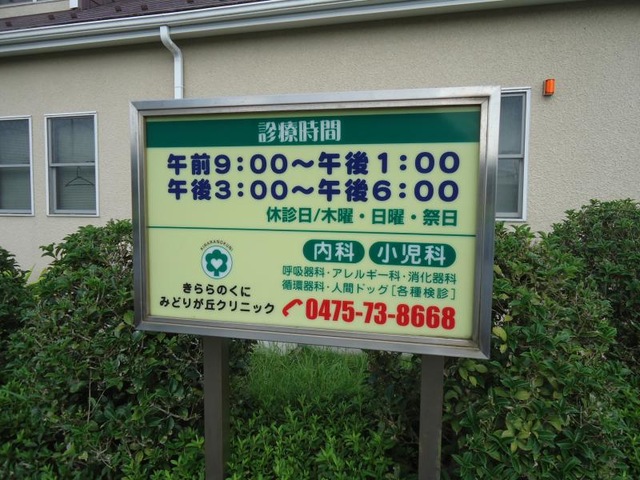 診療時間
午前9:00〜午後1:00
午後3:00〜午後6:00
休診日/木曜・日曜・祭日
きららのくに
みどりが丘クリニック
内科 小児科
呼吸器科・アレルギー科・消化器科
循環器科・人間ドッグ[各種検診]
0475-73-8668